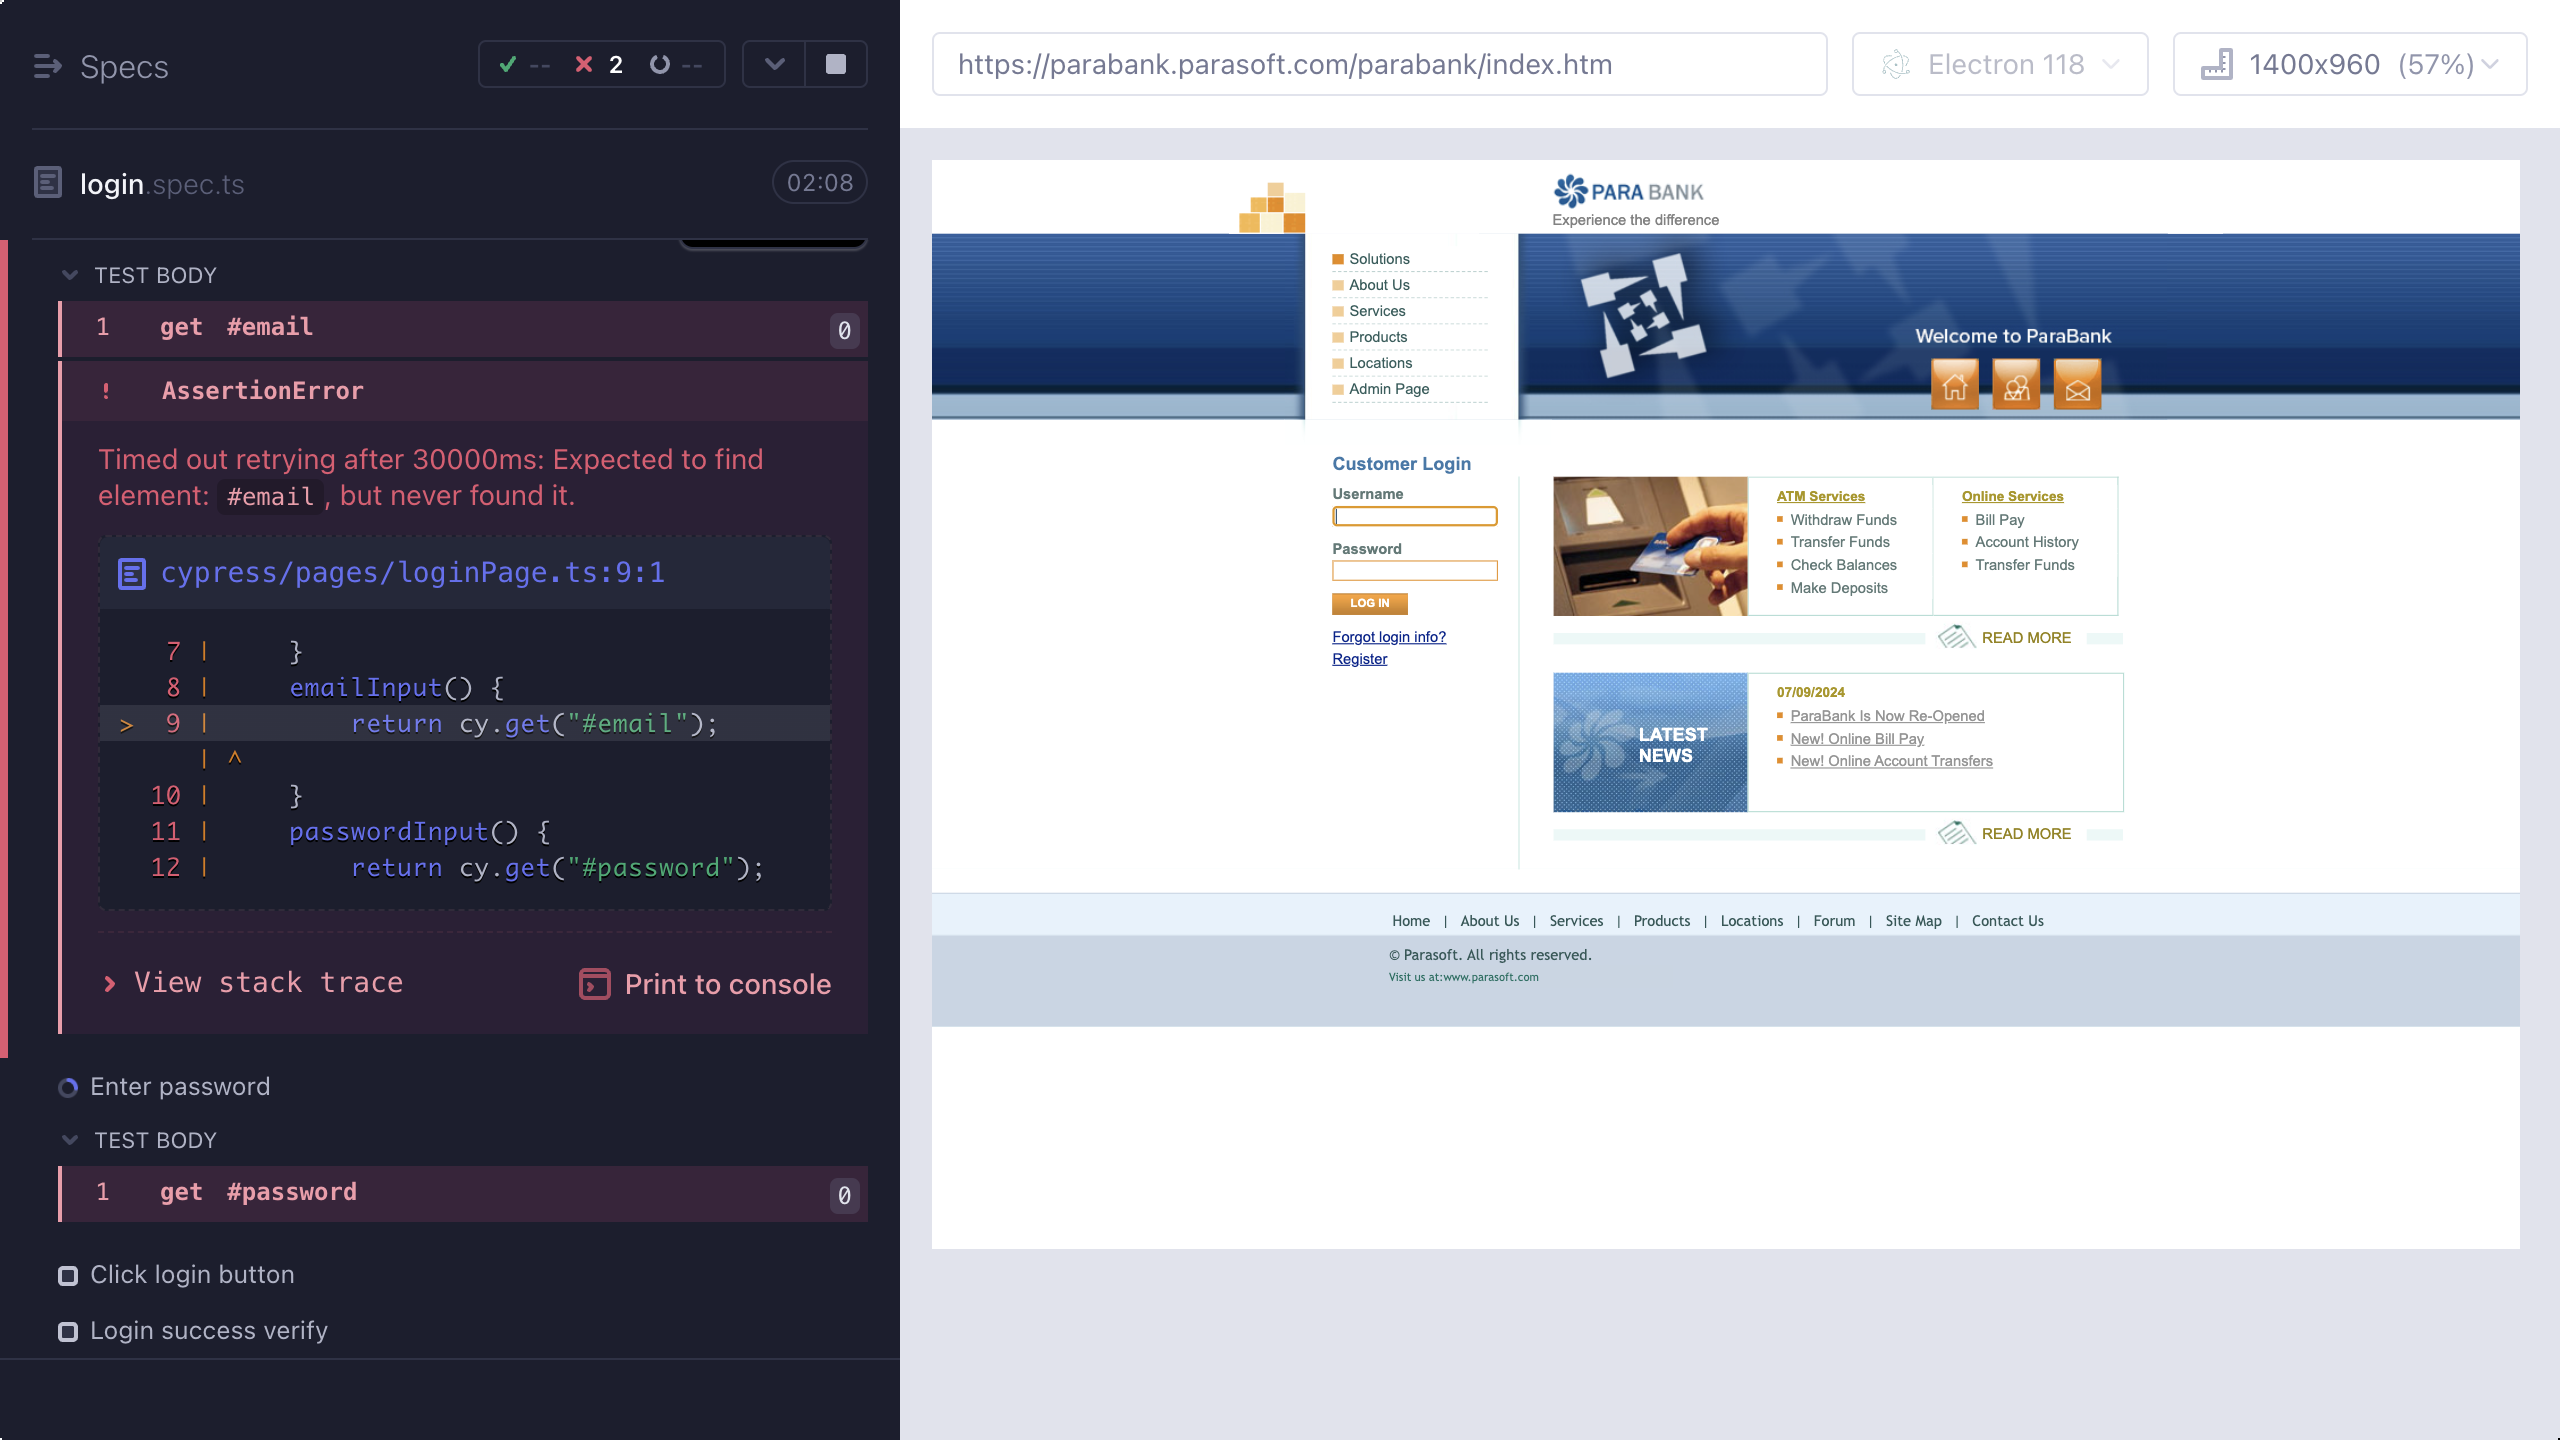 Specs
-- 2 --
login.spec.ts
02:08
TEST BODY
1 get #email 0
! AssertionError
Timed out retrying after 30000ms: Expected to find
element: #email , but never found it.
cypress/pages/loginPage.ts:9:1
7 | }
8 | emailInput() {
> 9 | return cy.get("#email");
| ^
10 | }
11 | passwordInput() {
12 | return cy.get("#password");
View stack trace
Print to console
Enter password
TEST BODY
1 get #password 0
Click login button
Login success verify
https://parabank.parasoft.com/parabank/index.htm
Electron 118
1400x960 (57%)
PARA BANK
Experience the difference
Solutions
About Us
Services
Products
Locations
Admin Page
Welcome to ParaBank
Customer Login
Username
Password
LOG IN
Forgot login info?
Register
ATM Services
Withdraw Funds
Transfer Funds
Check Balances
Make Deposits
Online Services
Bill Pay
Account History
Transfer Funds
READ MORE
LATEST
NEWS
07/09/2024
ParaBank Is Now Re-Opened
New! Online Bill Pay
New! Online Account Transfers
READ MORE
Home | About Us | Services | Products | Locations | Forum | Site Map | Contact Us
© Parasoft. All rights reserved.
Visit us at:www.parasoft.com